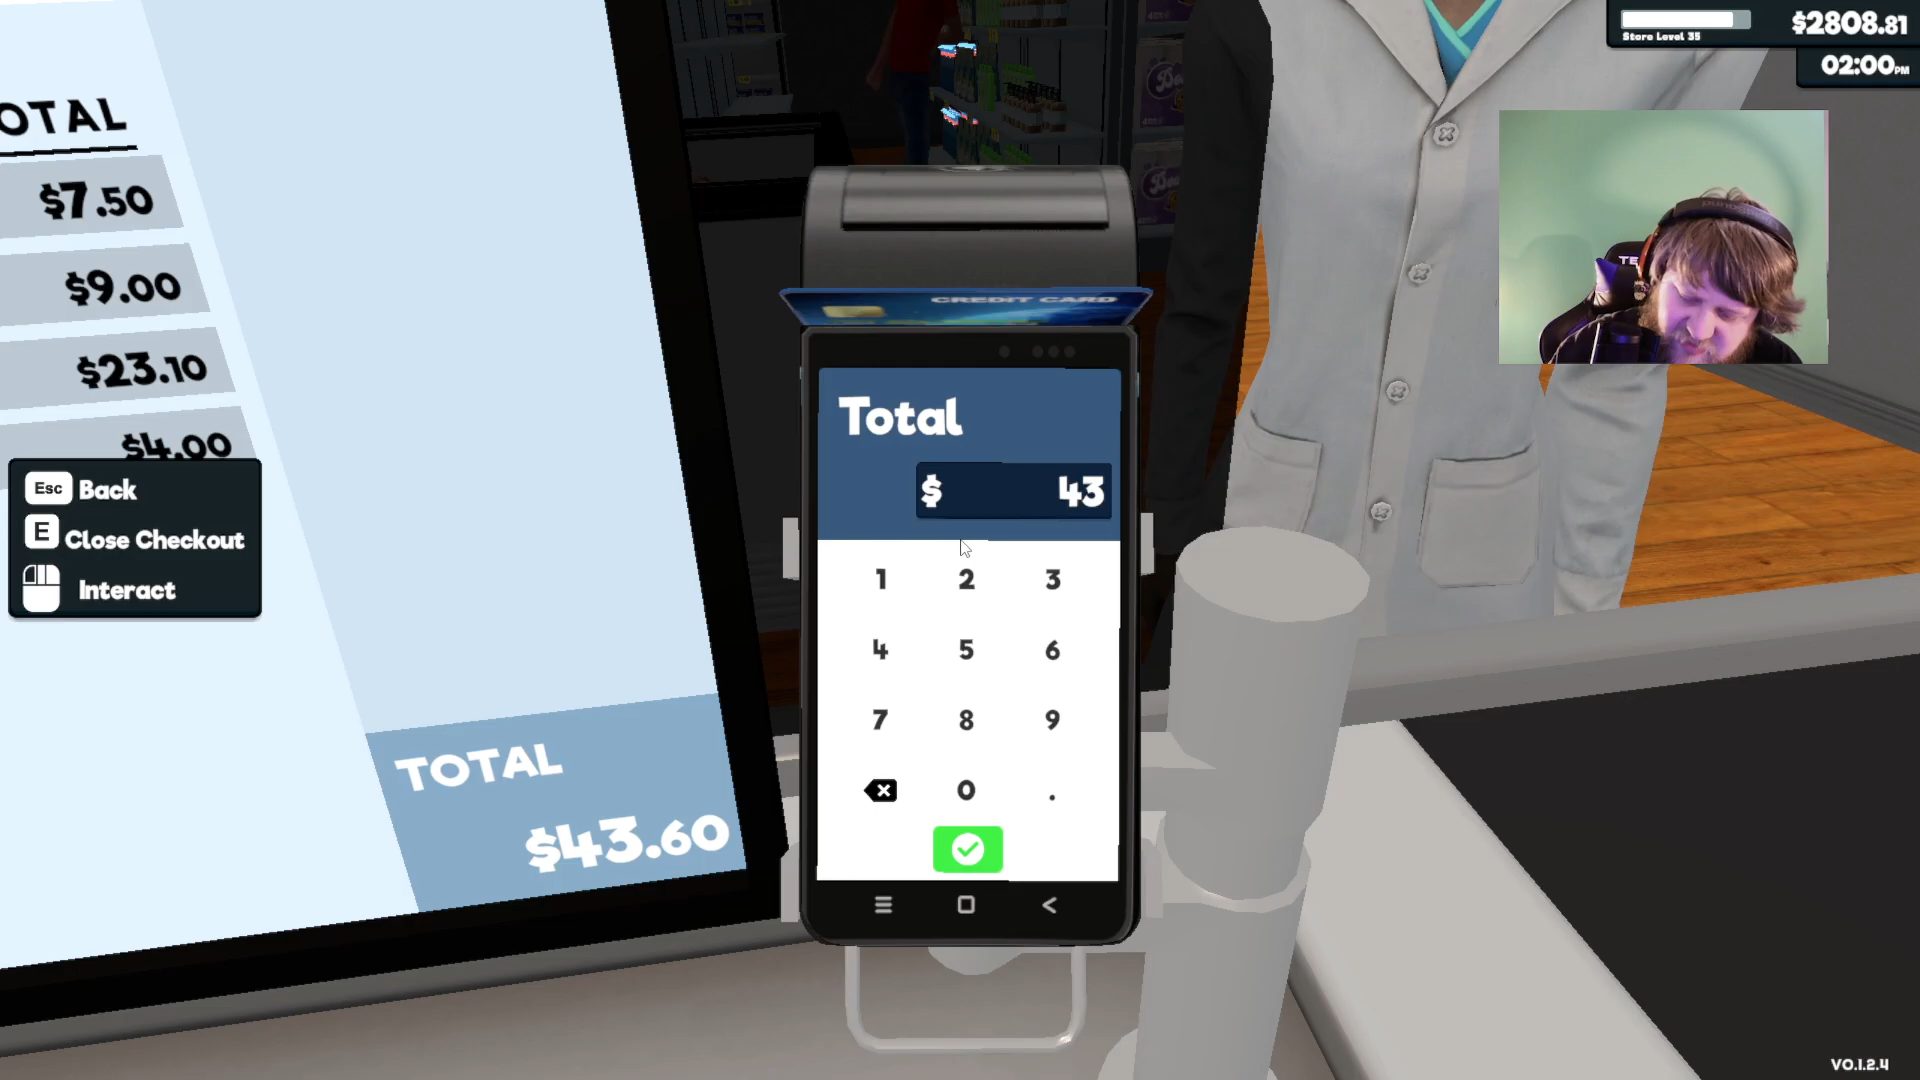 OTAL
$7.50
$9.00
$23.10
$4.00
Esc Back
E Close Checkout
Interact
TOTAL
$43.60
CREDIT CARD
Total
$ 43
1 2 3
4 5 6
7 8 9
0 .
Store Level 35
$2808.81
02:00PM
V0.1.2.4